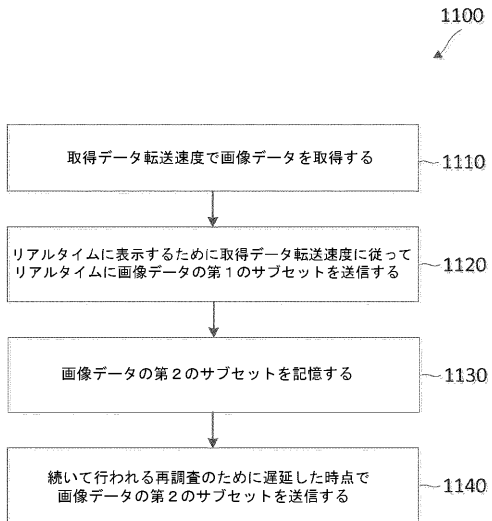 1100
取得データ転送速度で画像データを取得する
1110
リアルタイムに表示するために取得データ転送速度に従って
リアルタイムに画像データの第1のサブセットを送信する
1120
画像データの第2のサブセットを記憶する
1130
続いて行われる再調査のために遅延した時点で
画像データの第2のサブセットを送信する
1140